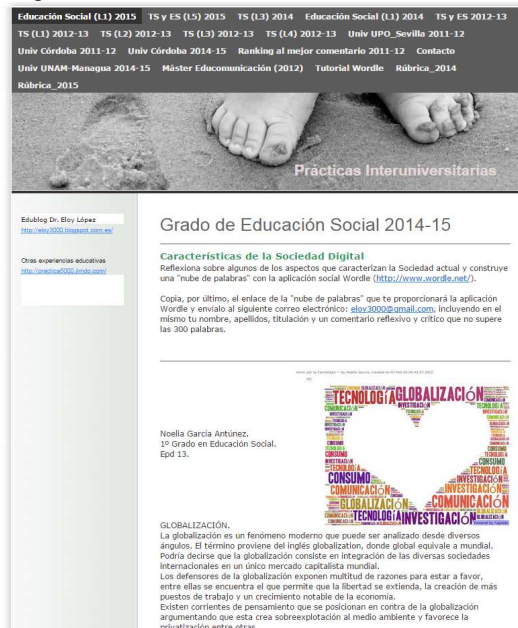 Educación Social (L1) 2015 TS y ES (L5) 2015 TS (L3) 2014 Educación Social (L1) 2014 TS y ES 2012-13
TS (L1) 2012-13 TS (L2) 2012-13 TS (L3) 2012-13 TS (L4) 2012-13 Univ UPO_Sevilla 2011-12
Univ Córdoba 2011-12 Univ Córdoba 2014-15 Ranking al mejor comentario 2011-12 Contacto
Univ UNAM-Managua 2014-15 Máster Educomunicación (2012) Tutorial Wordle Rúbrica_2014
Rúbrica_2015
Prácticas Interuniversitarias
Edublog Dr. Eloy López
http://eloy3000.blogspot.com.es/
Otras experiencias educativas
http://practica5000.jimdo.com/
Grado de Educación Social 2014-15
Características de la Sociedad Digital
Reflexiona sobre algunos de los aspectos que caracterizan la Sociedad actual y construye
una "nube de palabras" con la aplicación social Wordle (http://www.wordle.net/).
Copia, por último, el enlace de la "nube de palabras" que te proporcionará la aplicación
Wordle y envíalo al siguiente correo electrónico: eloy3000@gmail.com, incluyendo en el
mismo tu nombre, apellidos, titulación y un comentario reflexivo y crítico que no supere
las 300 palabras.
TECNOLOGÍA GLOBALIZACIÓN
COMUNICACIÓN
INVESTIGACIÓN
CONSUMO
TECNOLOGÍA
CONSUMO
COMUNICACIÓN INVESTIGACIÓN
GLOBALIZACIÓN COMUNICACIÓN
TECNOLOGÍA INVESTIGACIÓN
Noelia García Antúnez.
1º Grado en Educación Social.
Epd 13.
GLOBALIZACIÓN.
La globalización es un fenómeno moderno que puede ser analizado desde diversos
ángulos. El término proviene del inglés globalization, donde global equivale a mundial.
Podría decirse que la globalización consiste en integración de las diversas sociedades
internacionales en un único mercado capitalista mundial.
Los defensores de la globalización exponen multitud de razones para estar a favor,
entre ellas se encuentra el que permite que la libertad se extienda, la creación de más
puestos de trabajo y un crecimiento notable de la economía.
Existen corrientes de pensamiento que se posicionan en contra de la globalización
argumentando que esta crea sobreexplotación al medio ambiente y favorece la
privatización entre otras.